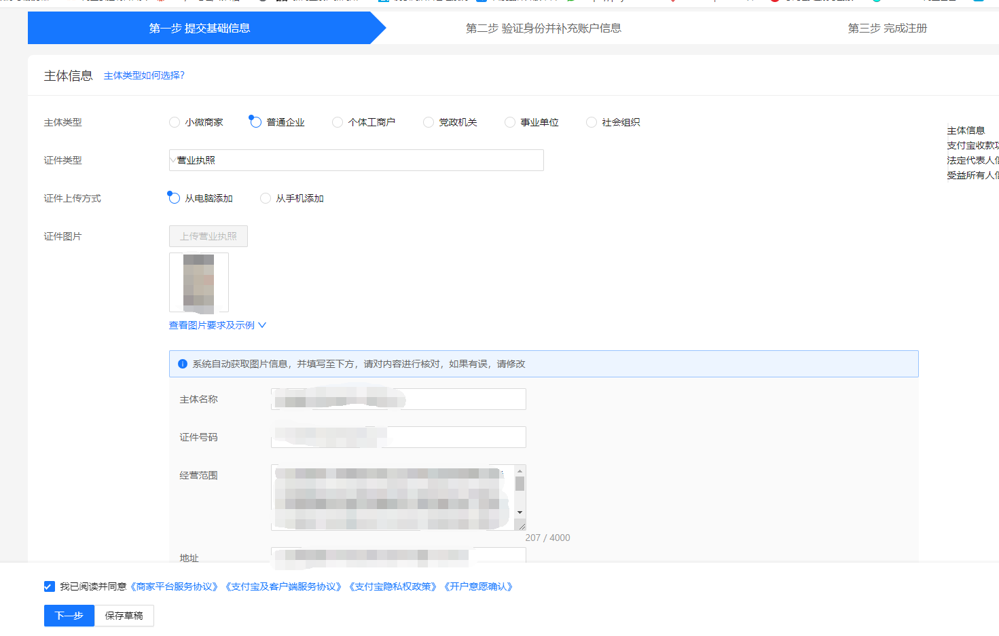 第一步 提交基础信息
第二步 验证身份并补充账户信息
第三步 完成注册
主体信息 主体类型如何选择?
主体类型 小微商家 普通企业 个体工商户 党政机关 事业单位 社会组织
主体信息
支付宝收款
法定代表人信
受益所有人信
证件类型 营业执照
证件上传方式 从电脑添加 从手机添加
证件图片 上传营业执照
查看图片要求及示例
系统自动获取图片信息，并填写至下方，请对内容进行核对，如果有误，请修改
主体名称
证件号码
经营范围
207 / 4000
地址
我已阅读并同意《商家平台服务协议》《支付宝及客户端服务协议》《支付宝隐私权政策》《开户意愿确认》
下一步 保存草稿